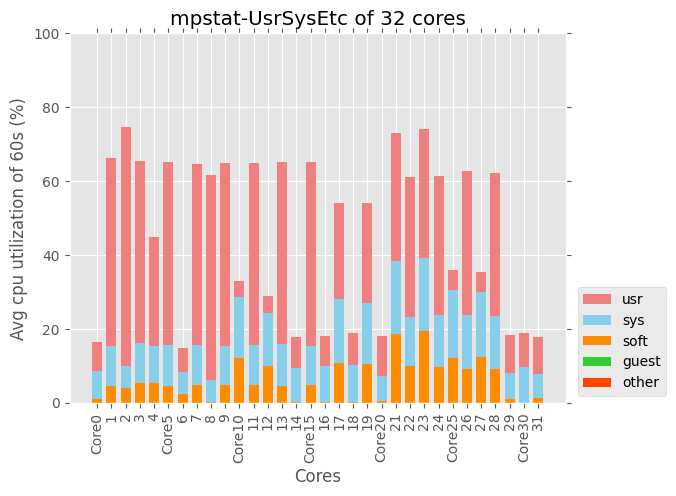 mpstat-UsrSysEtc of 32 cores
100
80
60
40
20
0
Avg cpu utilization of 60s (%)
Core0
1
2
3
4
Core5
6
7
8
9
Core10
11
12
13
14
Core15
16
17
18
19
Core20
21
22
23
24
Core25
26
27
28
29
Core30
31
Cores
usr
sys
soft
guest
other